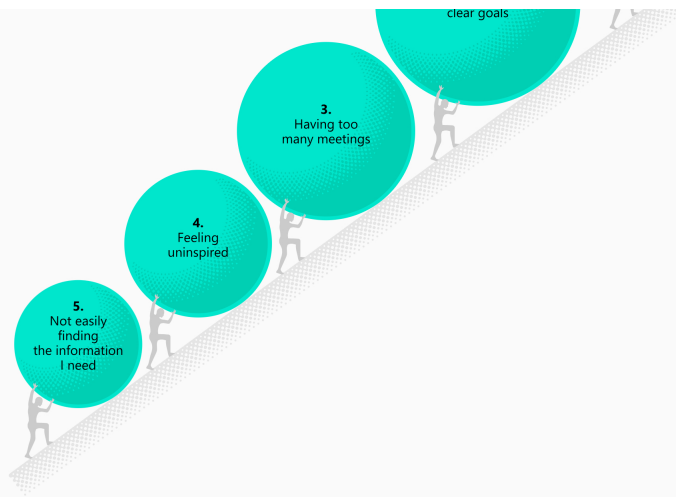 clear goals
3.
Having too
many meetings
4.
Feeling
uninspired
5.
Not easily
finding
the information
I need